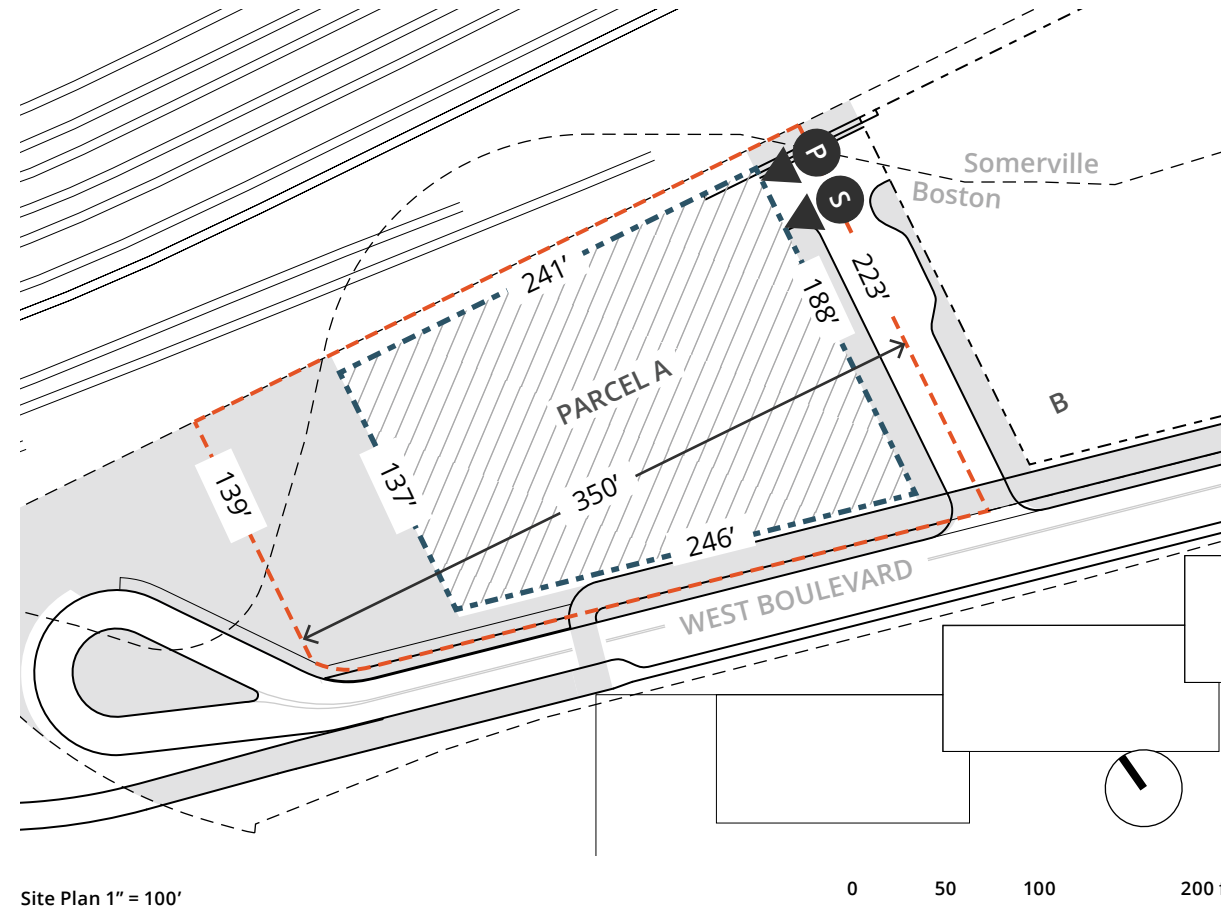 P
Somerville
S
Boston
241’
223’
188’
PARCEL A
B
139’
137’
350’
246’
WEST BOULEVARD
Site Plan 1” = 100’
0 50 100 200